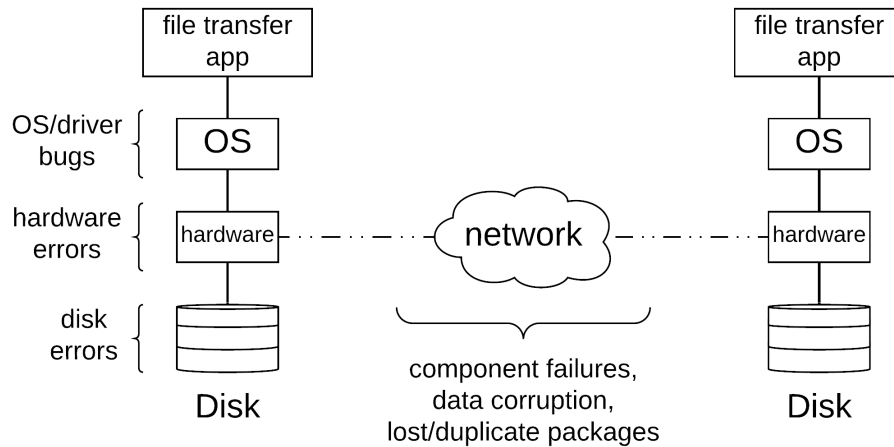 file transfer
app
file transfer
app
OS/driver
bugs
OS
OS
hardware
errors
hardware
network
hardware
disk
errors
component failures,
data corruption,
lost/duplicate packages
Disk
Disk